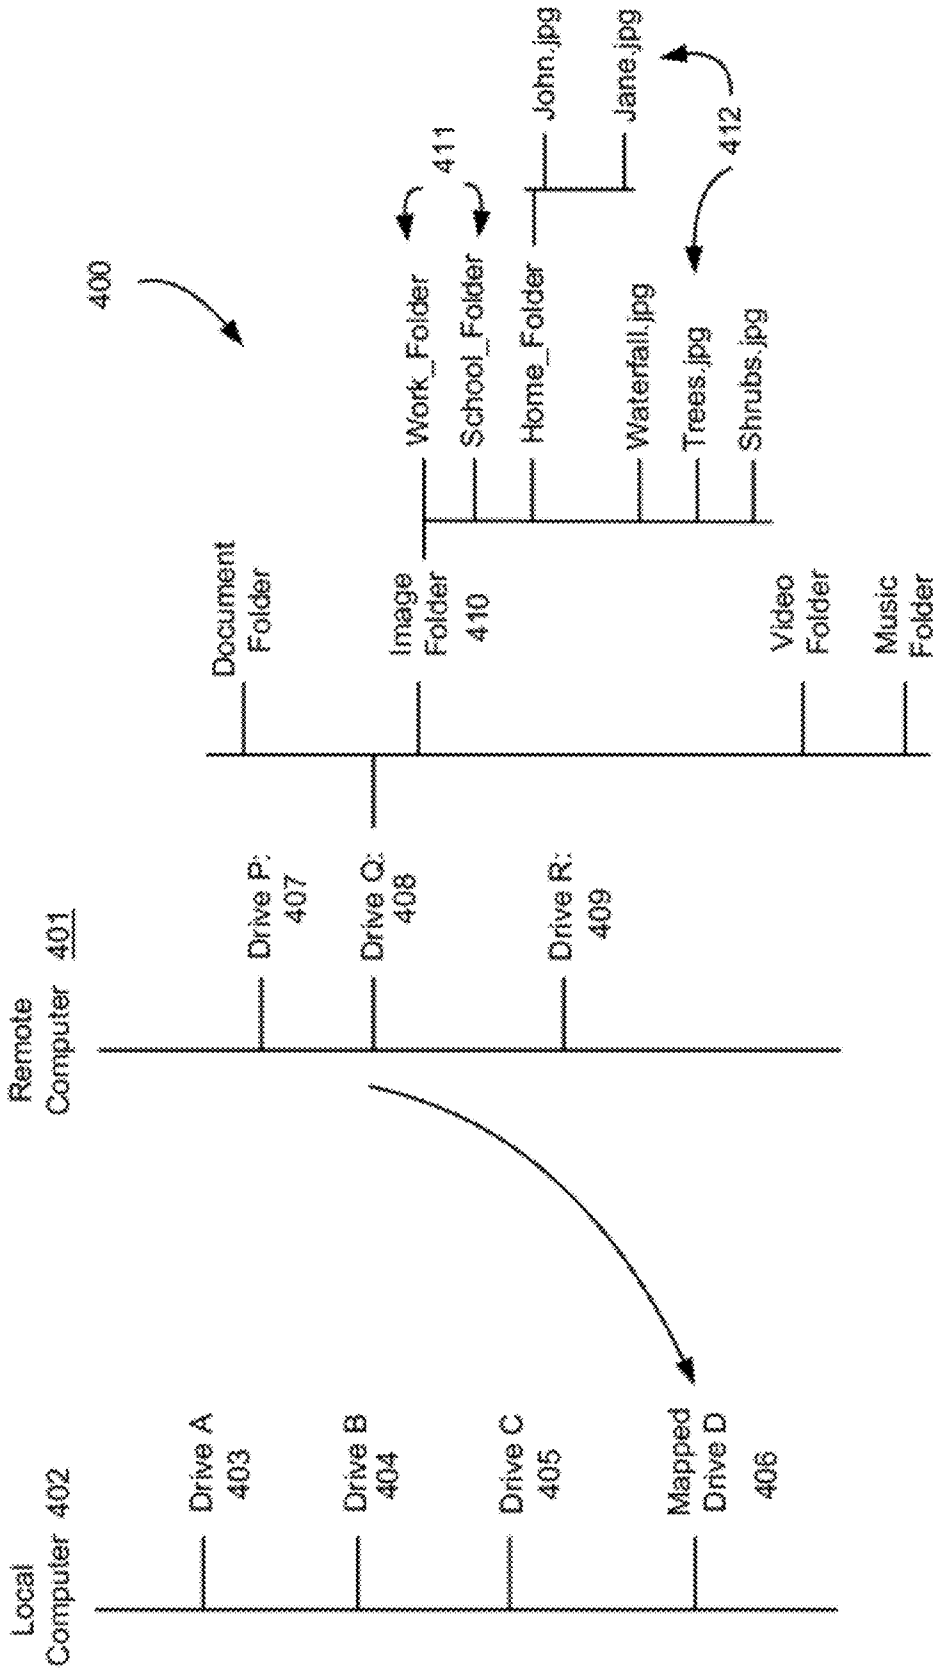 400
Local
Computer 402
Drive A
403
Drive B
404
Drive C
405
Mapped
Drive D
406
Remote
Computer 401
Drive P:
407
Drive Q:
408
Drive R:
409
Document
Folder
Image
Folder
410
Video
Folder
Music
Folder
Work_Folder
School_Folder
411
Home_Folder
Waterfall.jpg
Trees.jpg
Shrubs.jpg
John.jpg
Jane.jpg
412